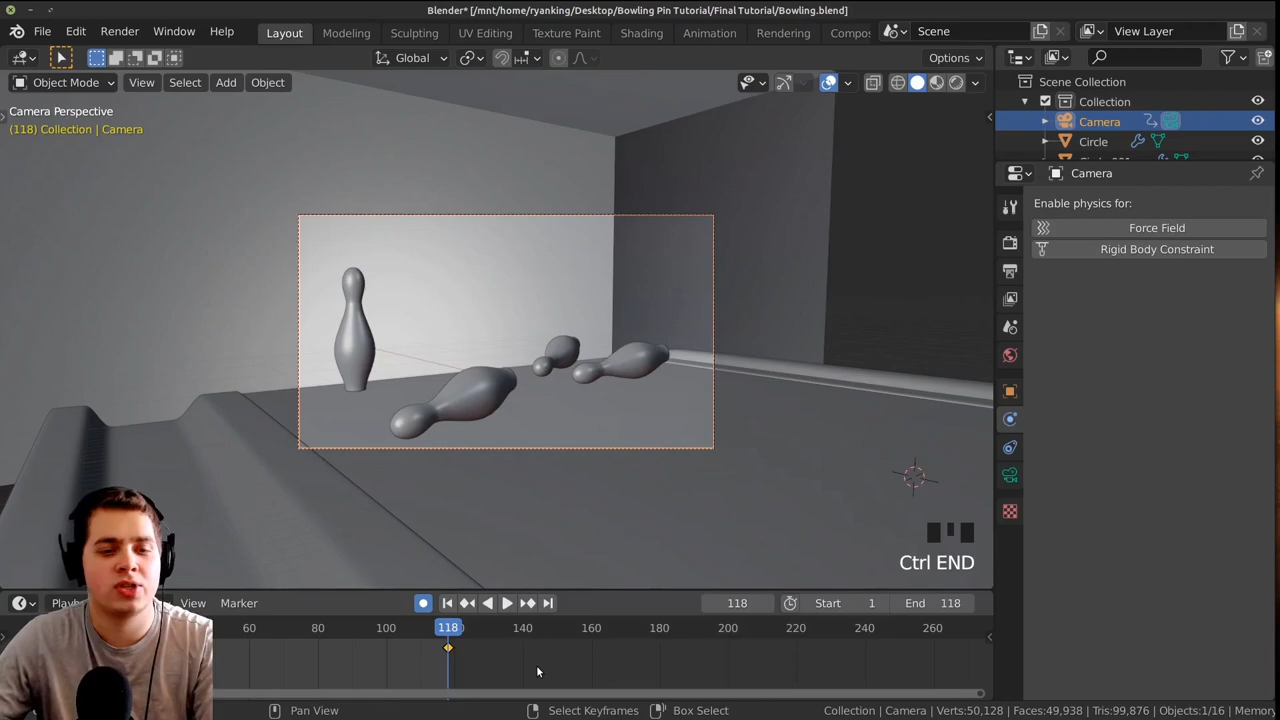 Blender* [/mnt/home/ryanking/Desktop/Bowling Pin Tutorial/Final Tutorial/Bowling.blend]
File Edit Render Window Help Layout Modeling Sculpting UV Editing Texture Paint Shading Animation Rendering Compos Scene View Layer
Global Options
Object Mode View Select Add Object
Scene Collection
Camera Perspective
Collection
(118) Collection | Camera
Camera
Circle
Camera
Enable physics for:
Force Field
Rigid Body Constraint
Ctrl END
View Marker 118 Start 1 End 118
60 80 100 118 140 160 180 200 220 240 260
Pan View Select Keyframes Box Select Collection | Camera | Verts:50,128 | Faces:49,938 | Tris:99,876 | Objects:1/16 | Memory